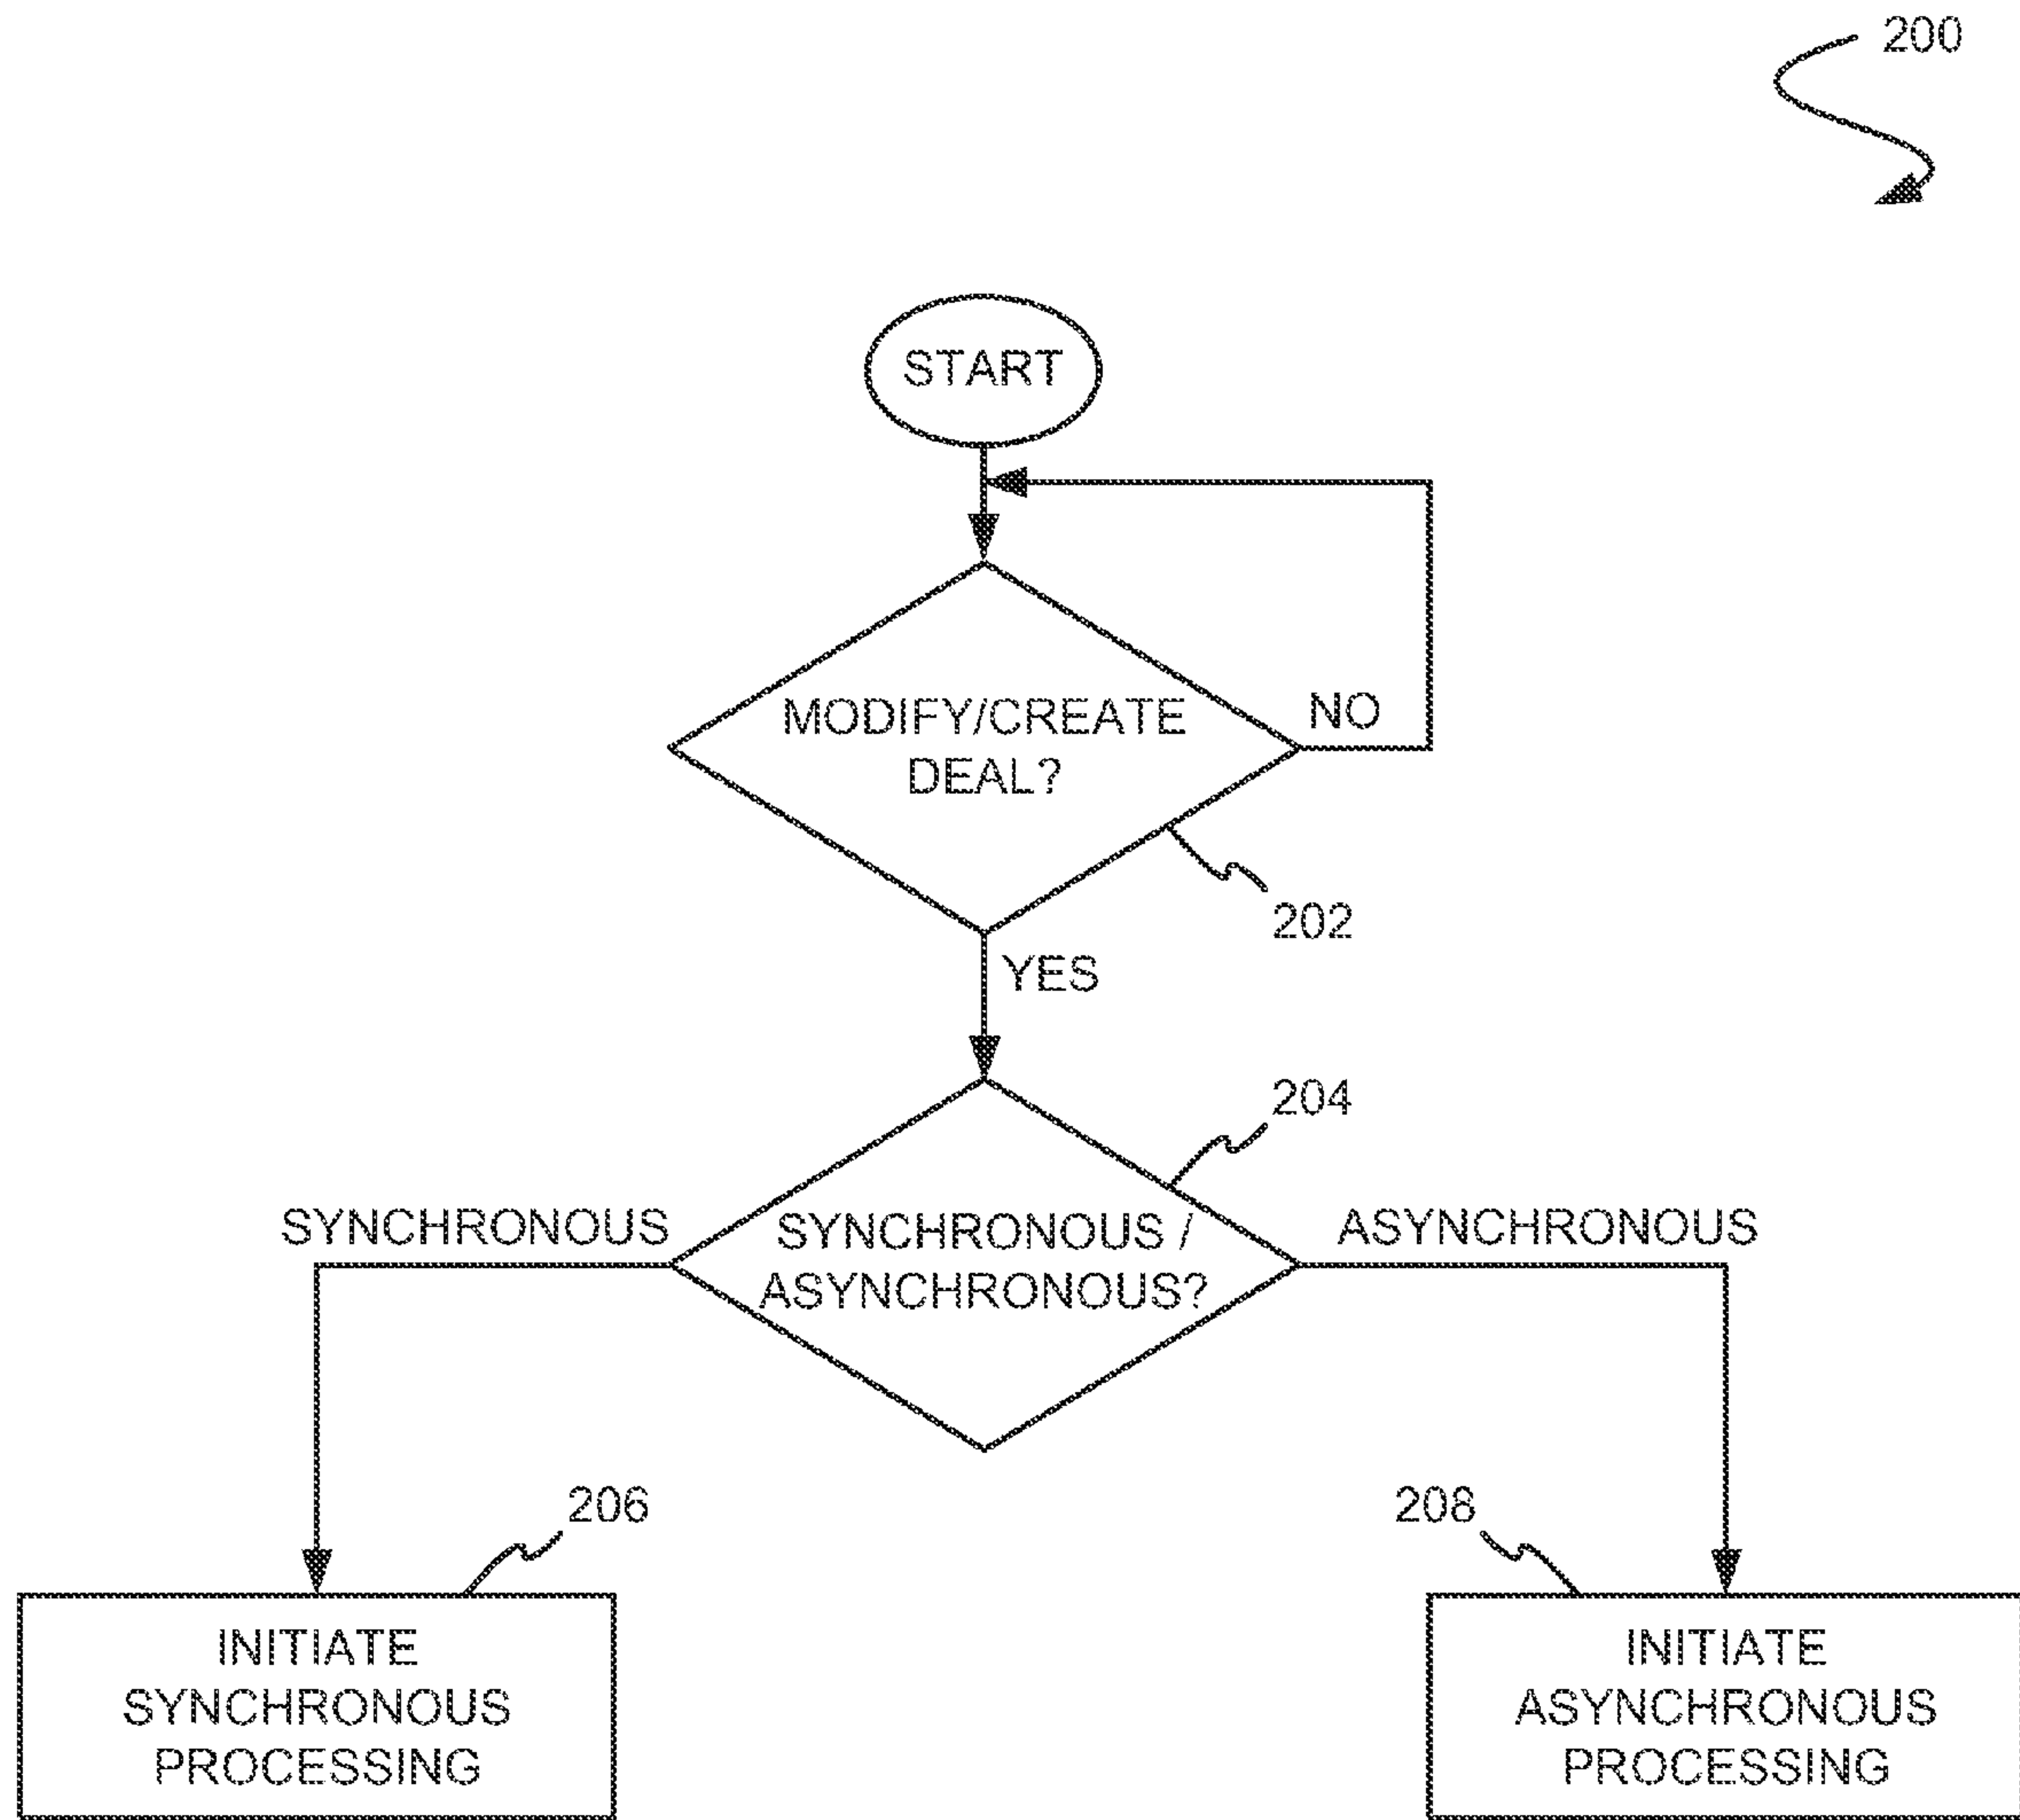 200
START
MODIFY/CREATE
DEAL?
NO
202
YES
204
SYNCHRONOUS
SYNCHRONOUS /
ASYNCHRONOUS?
ASYNCHRONOUS
206
208
INITIATE
SYNCHRONOUS
PROCESSING
INITIATE
ASYNCHRONOUS
PROCESSING